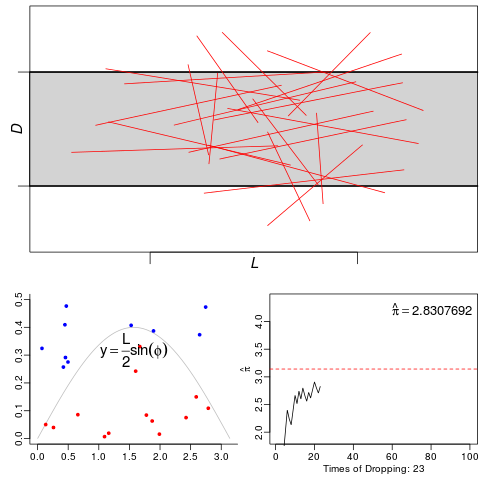 D
L
0.0 0.1 0.2 0.3 0.4 0.5
y = L/2 sin(ϕ)
0.0 0.5 1.0 1.5 2.0 2.5 3.0
π̂ = 2.8307692
π̂
2.0 2.5 3.0 3.5 4.0
0 20 40 60 80 100
Times of Dropping: 23